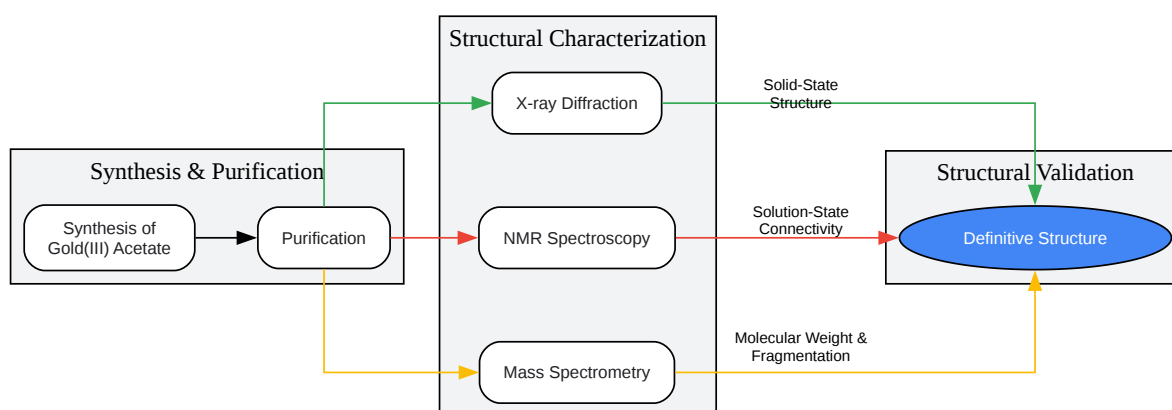 Structural Characterization
X-ray Diffraction
Solid-State
Structure
Synthesis & Purification
Structural Validation
Synthesis of
Gold(III) Acetate
Purification
NMR Spectroscopy
Solution-State
Connectivity
Definitive Structure
Mass Spectrometry
Molecular Weight &
Fragmentation